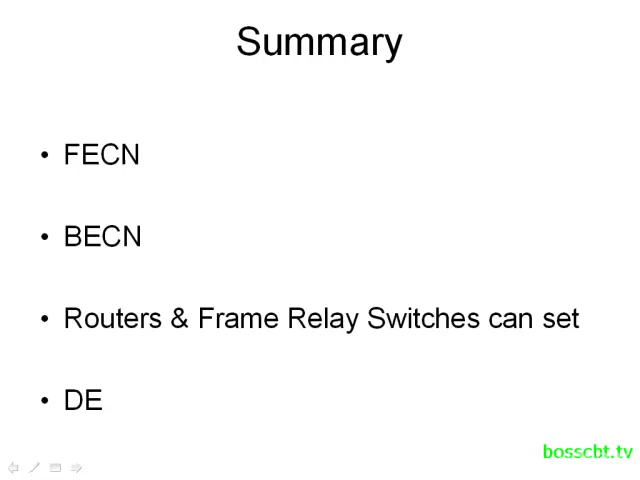 Summary
• FECN
• BECN
• Routers & Frame Relay Switches can set
• DE
bosscbt.tv